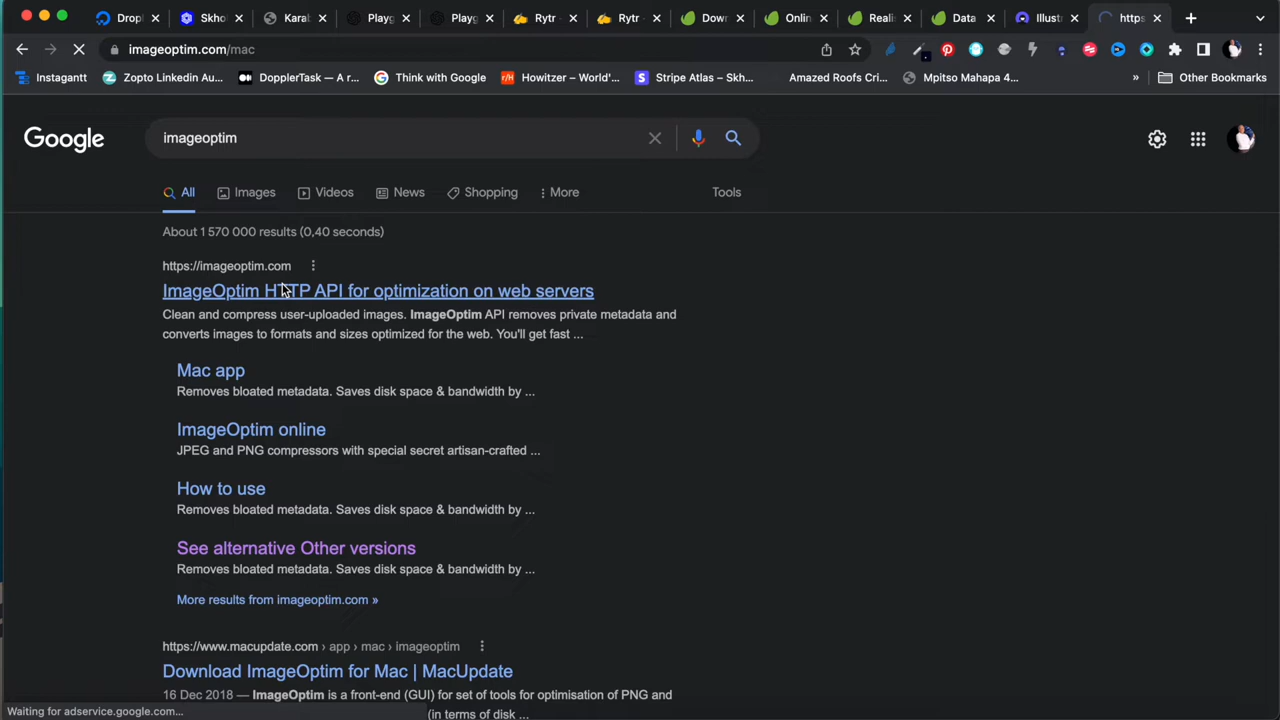 Dropl
Skho
Karab
Playg
Playg
Rytr -
Rytr -
Down
Onlin
Realis
Data
Illustr
https
imageoptim.com/mac
Instagantt
Zopto Linkedin Au...
DopplerTask — A r...
Think with Google
Howitzer – World'...
Stripe Atlas – Skh...
Amazed Roofs Cri...
Mpitso Mahapa 4...
»
Other Bookmarks
Google
imageoptim
All
Images
Videos
News
Shopping
More
Tools
About 1 570 000 results (0,40 seconds)
https://imageoptim.com
ImageOptim HTTP API for optimization on web servers
Clean and compress user-uploaded images. ImageOptim API removes private metadata and
converts images to formats and sizes optimized for the web. You'll get fast ...
Mac app
Removes bloated metadata. Saves disk space & bandwidth by ...
ImageOptim online
JPEG and PNG compressors with special secret artisan-crafted ...
How to use
Removes bloated metadata. Saves disk space & bandwidth by ...
See alternative Other versions
Removes bloated metadata. Saves disk space & bandwidth by ...
More results from imageoptim.com »
https://www.macupdate.com › app › mac › imageoptim
Download ImageOptim for Mac | MacUpdate
16 Dec 2018 — ImageOptim is a front-end (GUI) for set of tools for optimisation of PNG and
(in terms of disk ...
Waiting for adservice.google.com...